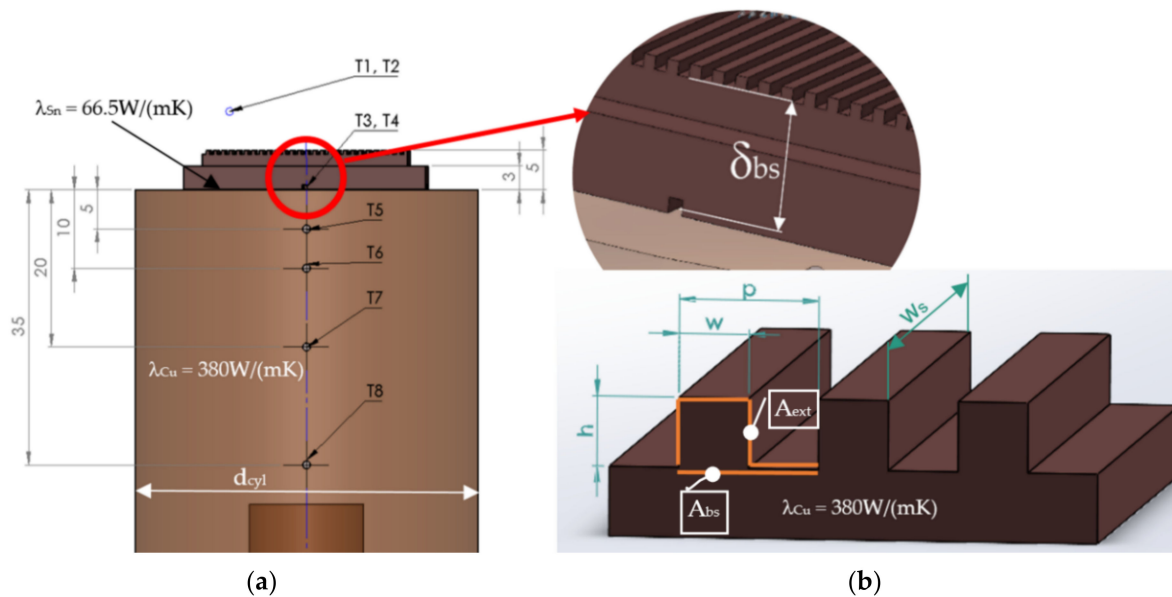 T1, T2
λSn = 66.5W/(mK)
T3, T4
5
3
δbs
5
10
20
35
T5
T6
T7
T8
λCu = 380W/(mK)
dcyl
p
w
Ws
h
Aext
Abs
λCu = 380W/(mK)
(a)
(b)